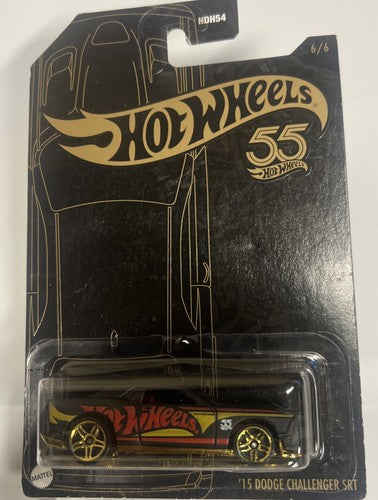 HDH54
6/6
HOT WHEELS
55
HOT WHEELS
HOT WHEELS
55
MATTEL
'15 DODGE CHALLENGER SRT